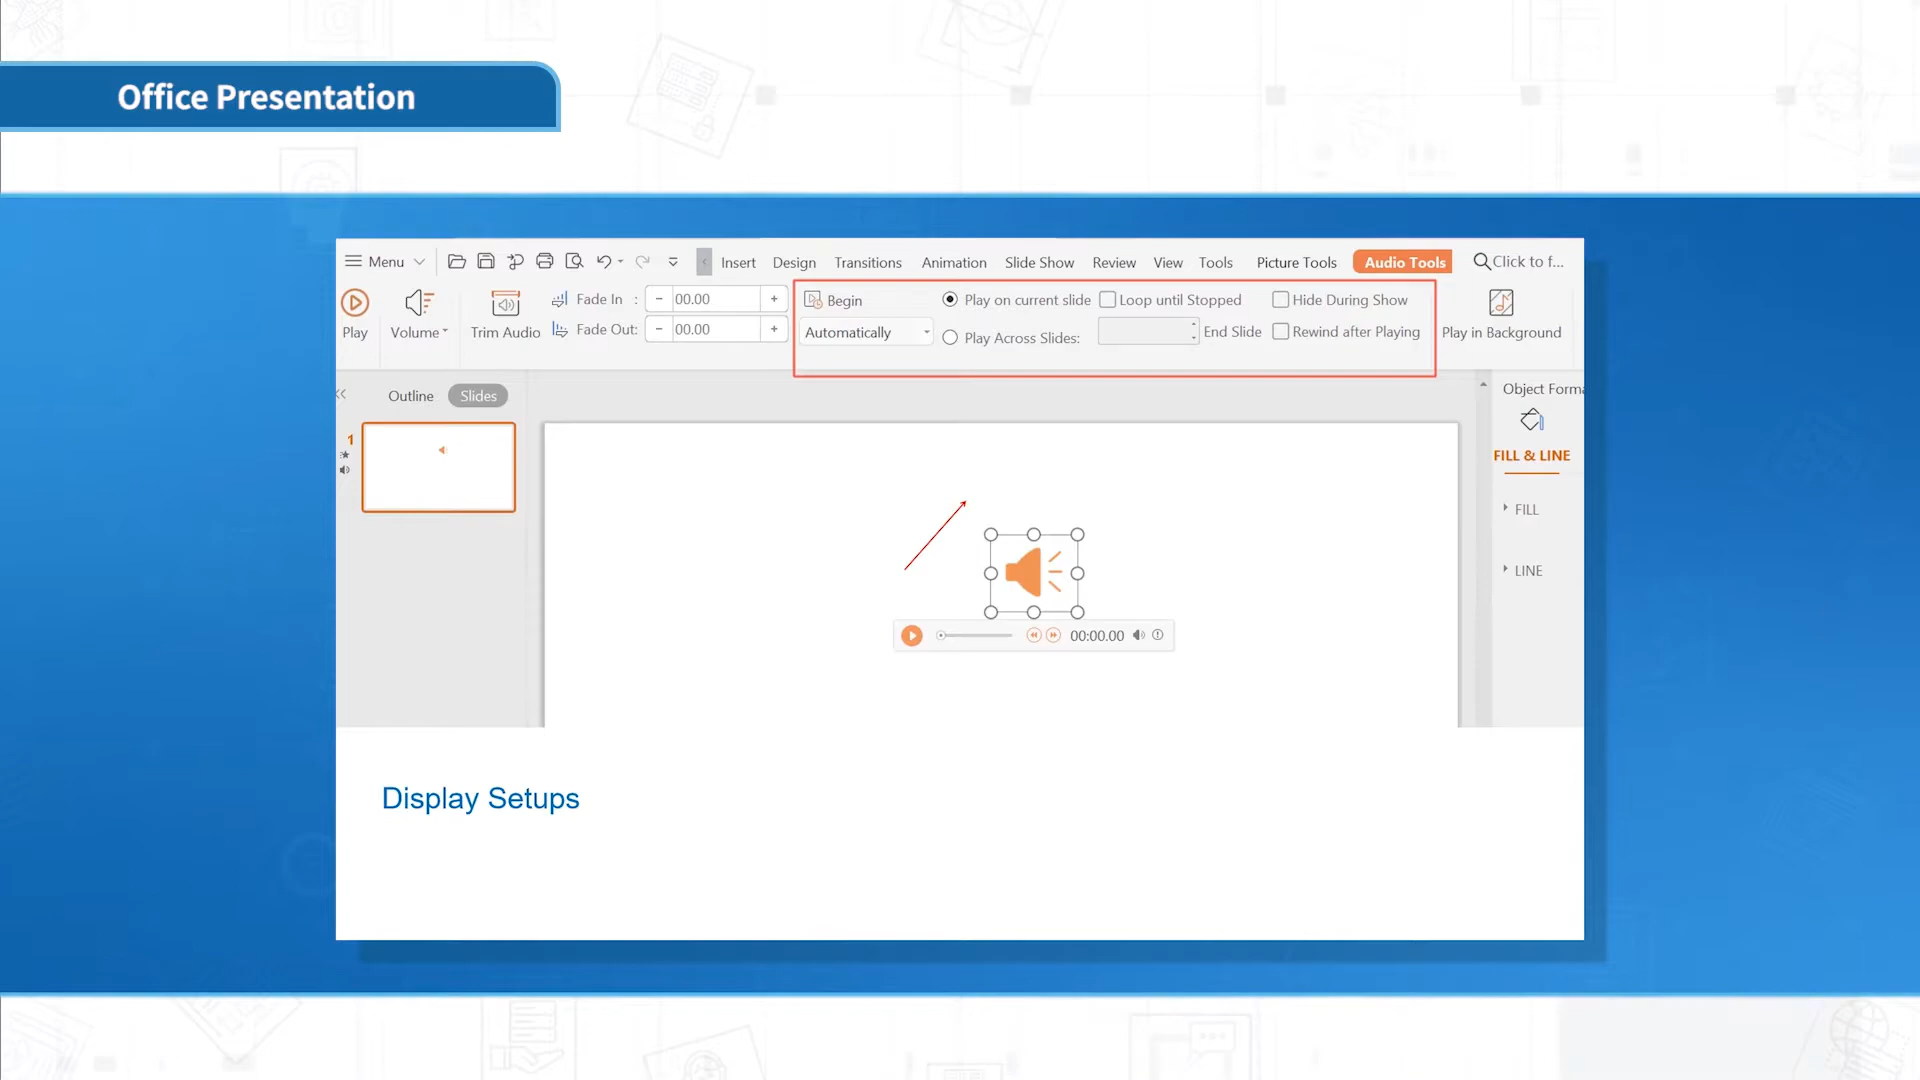 Office Presentation
Menu Insert Design Transitions Animation Slide Show Review View Tools Picture Tools Audio Tools Click to f...
Play Volume Trim Audio
Fade In : - 00.00 +
Fade Out: - 00.00 +
Begin
Automatically
Play on current slide
Play Across Slides:
Loop until Stopped
End Slide
Hide During Show
Rewind after Playing
Play in Background
Outline Slides
1
Object Forma
FILL & LINE
FILL
LINE
00:00.00
Display Setups